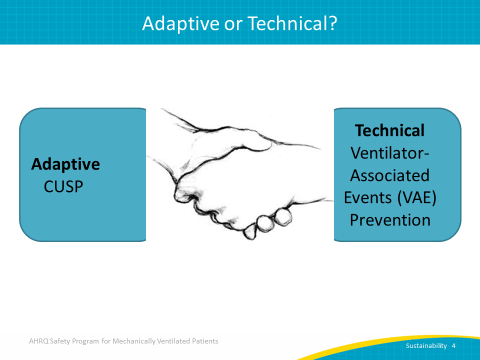 Adaptive or Technical?
Adaptive
CUSP
Technical
Ventilator-
Associated
Events (VAE)
Prevention
AHRQ Safety Program for Mechanically Ventilated Patients
Sustainability 4